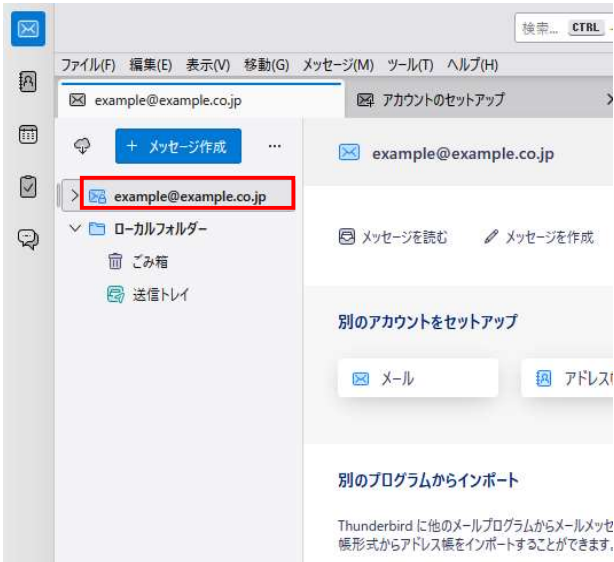 検索... CTRL
ファイル(F) 編集(E) 表示(V) 移動(G) メッセージ(M) ツール(T) ヘルプ(H)
example@example.co.jp アカウントのセットアップ
+ メッセージ作成 ...
example@example.co.jp
example@example.co.jp
ローカルフォルダー
メッセージを読む メッセージを作成
ごみ箱
送信トレイ
別のアカウントをセットアップ
メール アドレス
別のプログラムからインポート
Thunderbird に他のメールプログラムからメールメッセ
帳形式からアドレス帳をインポートすることができます。